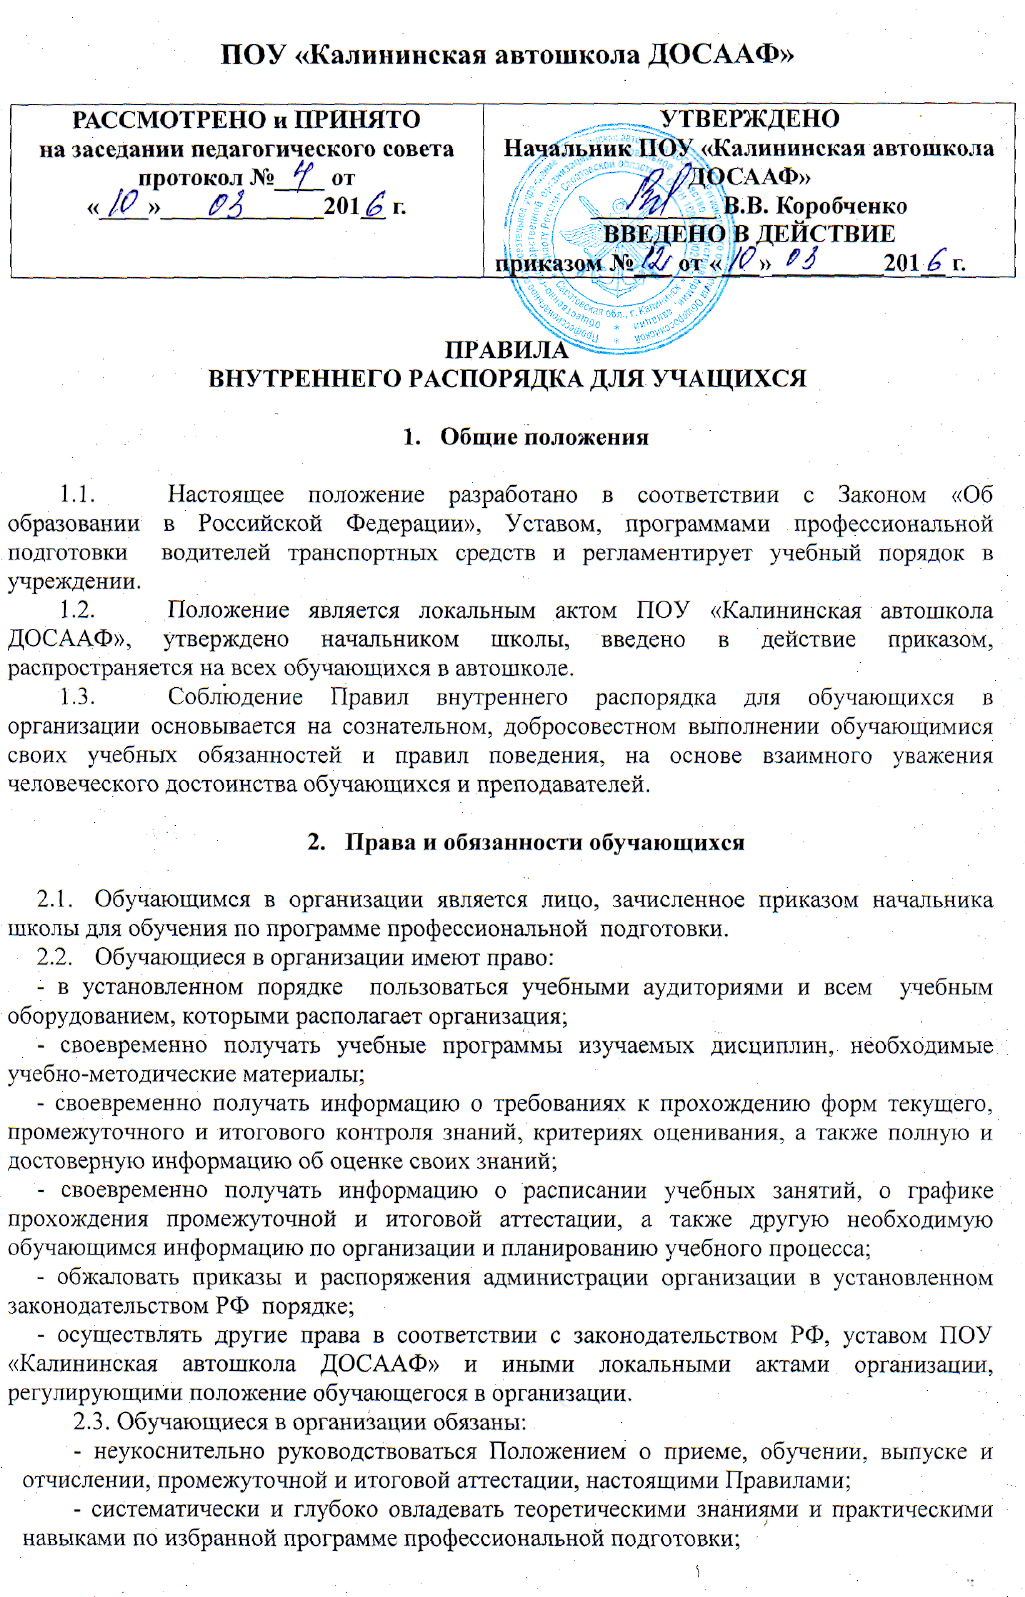 ПОУ «Калининская автошкола ДОСААФ»
РАССМОТРЕНО и ПРИНЯТО
на заседании педагогического совета
протокол № 4 от
« 10 » 03 2016 г.
УТВЕРЖДЕНО
Начальник ПОУ «Калининская автошкола
ДОСААФ»
В.В. Коробченко
ВВЕДЕНО В ДЕЙСТВИЕ
приказом № 12 от « 10 » 03 2016 г.
Саратовская обл., г. Калининск
ПРАВИЛА
ВНУТРЕННЕГО РАСПОРЯДКА ДЛЯ УЧАЩИХСЯ
1. Общие положения
1.1. Настоящее положение разработано в соответствии с Законом «Об
образовании в Российской Федерации», Уставом, программами профессиональной
подготовки водителей транспортных средств и регламентирует учебный порядок в
учреждении.
1.2. Положение является локальным актом ПОУ «Калининская автошкола
ДОСААФ», утверждено начальником школы, введено в действие приказом,
распространяется на всех обучающихся в автошколе.
1.3. Соблюдение Правил внутреннего распорядка для обучающихся в
организации основывается на сознательном, добросовестном выполнении обучающимися
своих учебных обязанностей и правил поведения, на основе взаимного уважения
человеческого достоинства обучающихся и преподавателей.
2. Права и обязанности обучающихся
2.1. Обучающимся в организации является лицо, зачисленное приказом начальника
школы для обучения по программе профессиональной подготовки.
2.2. Обучающиеся в организации имеют право:
- в установленном порядке пользоваться учебными аудиториями и всем учебным
оборудованием, которыми располагает организация;
- своевременно получать учебные программы изучаемых дисциплин, необходимые
учебно-методические материалы;
- своевременно получать информацию о требованиях к прохождению форм текущего,
промежуточного и итогового контроля знаний, критериях оценивания, а также полную и
достоверную информацию об оценке своих знаний;
- своевременно получать информацию о расписании учебных занятий, о графике
прохождения промежуточной и итоговой аттестации, а также другую необходимую
обучающимся информацию по организации и планированию учебного процесса;
- обжаловать приказы и распоряжения администрации организации в установленном
законодательством РФ порядке;
- осуществлять другие права в соответствии с законодательством РФ, уставом ПОУ
«Калининская автошкола ДОСААФ» и иными локальными актами организации,
регулирующими положение обучающегося в организации.
2.3. Обучающиеся в организации обязаны:
- неукоснительно руководствоваться Положением о приеме, обучении, выпуске и
отчислении, промежуточной и итоговой аттестации, настоящими Правилами;
- систематически и глубоко овладевать теоретическими знаниями и практическими
навыками по избранной программе профессиональной подготовки;